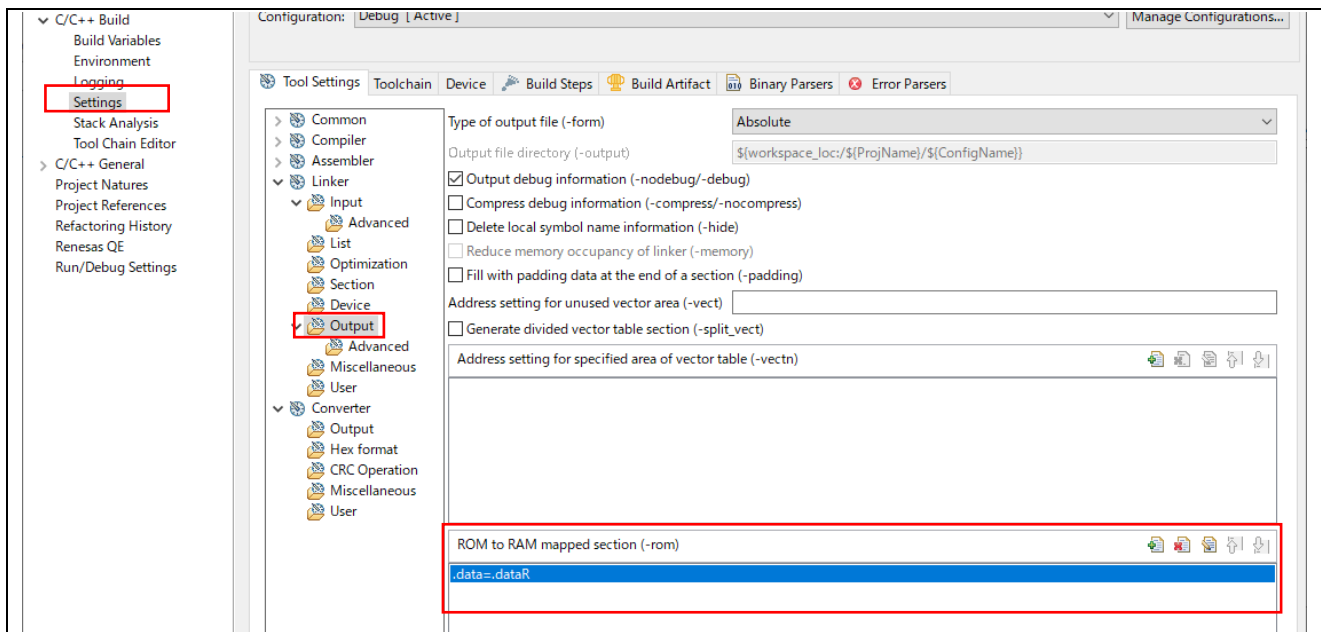 C/C++ Build
Build Variables
Environment
Logging
Settings
Stack Analysis
Tool Chain Editor
C/C++ General
Project Natures
Project References
Refactoring History
Renesas QE
Run/Debug Settings
Configuration: Debug [ Active ]
Manage Configurations...
Tool Settings Toolchain Device Build Steps Build Artifact Binary Parsers Error Parsers
Common
Compiler
Assembler
Linker
Input
Advanced
List
Optimization
Section
Device
Output
Advanced
Miscellaneous
User
Converter
Output
Hex format
CRC Operation
Miscellaneous
User
Type of output file (-form) Absolute
Output file directory (-output) ${workspace_loc:/${ProjName}/${ConfigName}}
Output debug information (-nodebug/-debug)
Compress debug information (-compress/-nocompress)
Delete local symbol name information (-hide)
Reduce memory occupancy of linker (-memory)
Fill with padding data at the end of a section (-padding)
Address setting for unused vector area (-vect)
Generate divided vector table section (-split_vect)
Address setting for specified area of vector table (-vectn)
ROM to RAM mapped section (-rom)
.data=.dataR